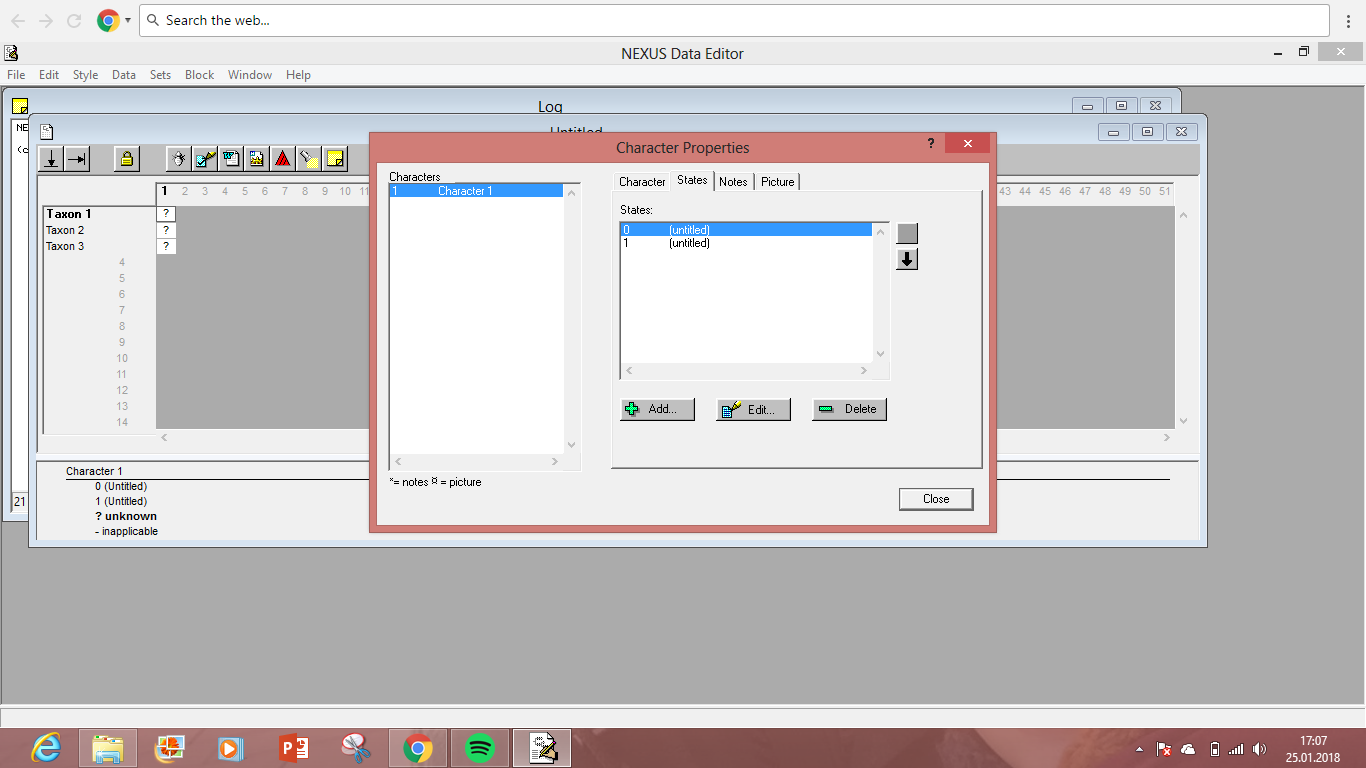 Search the web...
NEXUS Data Editor
File Edit Style Data Sets Block Window Help
Log
NE
Untitled
Character Properties
?
Characters
1 Character 1
Character States Notes Picture
States:
0 (untitled)
1 (untitled)
Add... Edit... Delete
*= notes ¤ = picture
Close
1 2 3 4 5 6 7 8 9 10 11 43 44 45 46 47 48 49 50 51
Taxon 1 ?
Taxon 2 ?
Taxon 3 ?
4
5
6
7
8
9
10
11
12
13
14
Character 1
0 (Untitled)
1 (Untitled)
? unknown
- inapplicable
21
17:07
25.01.2018